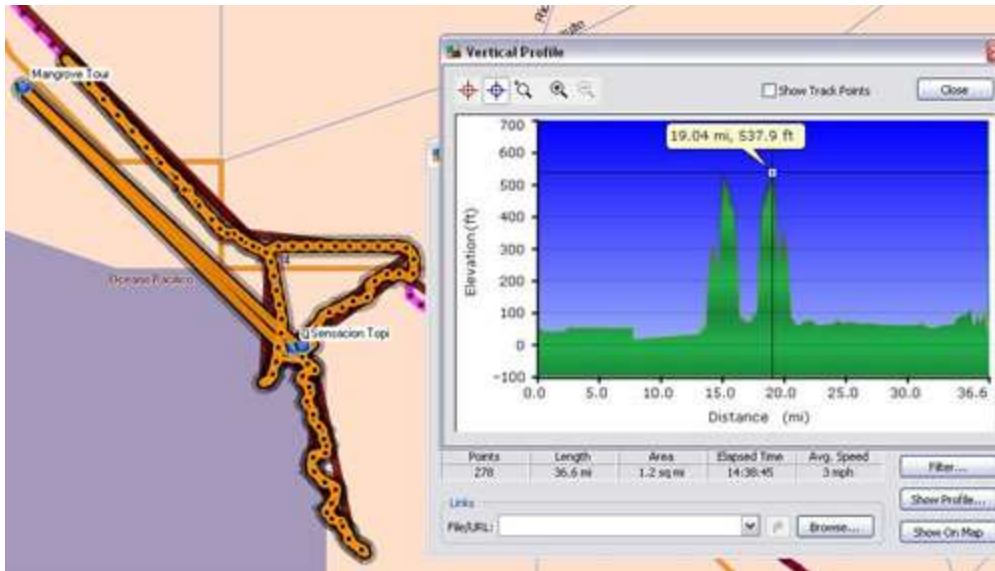 Mangrove Tour
Oceano Pacifico
Q Sensacion Topi
Vertical Profile
Show Track Points
Close
19.04 mi, 537.9 ft
Elevation(ft)
700
600
500
400
300
200
100
0
-100
0.0 5.0 10.0 15.0 20.0 25.0 30.0 36.6
Distance (mi)
Points Length Area Elapsed Time Avg. Speed
278 36.6 mi 1.2 sq mi 14:38:45 3 mph
Links
File/URL:
Browse...
Filter...
Show Profile...
Show On Map